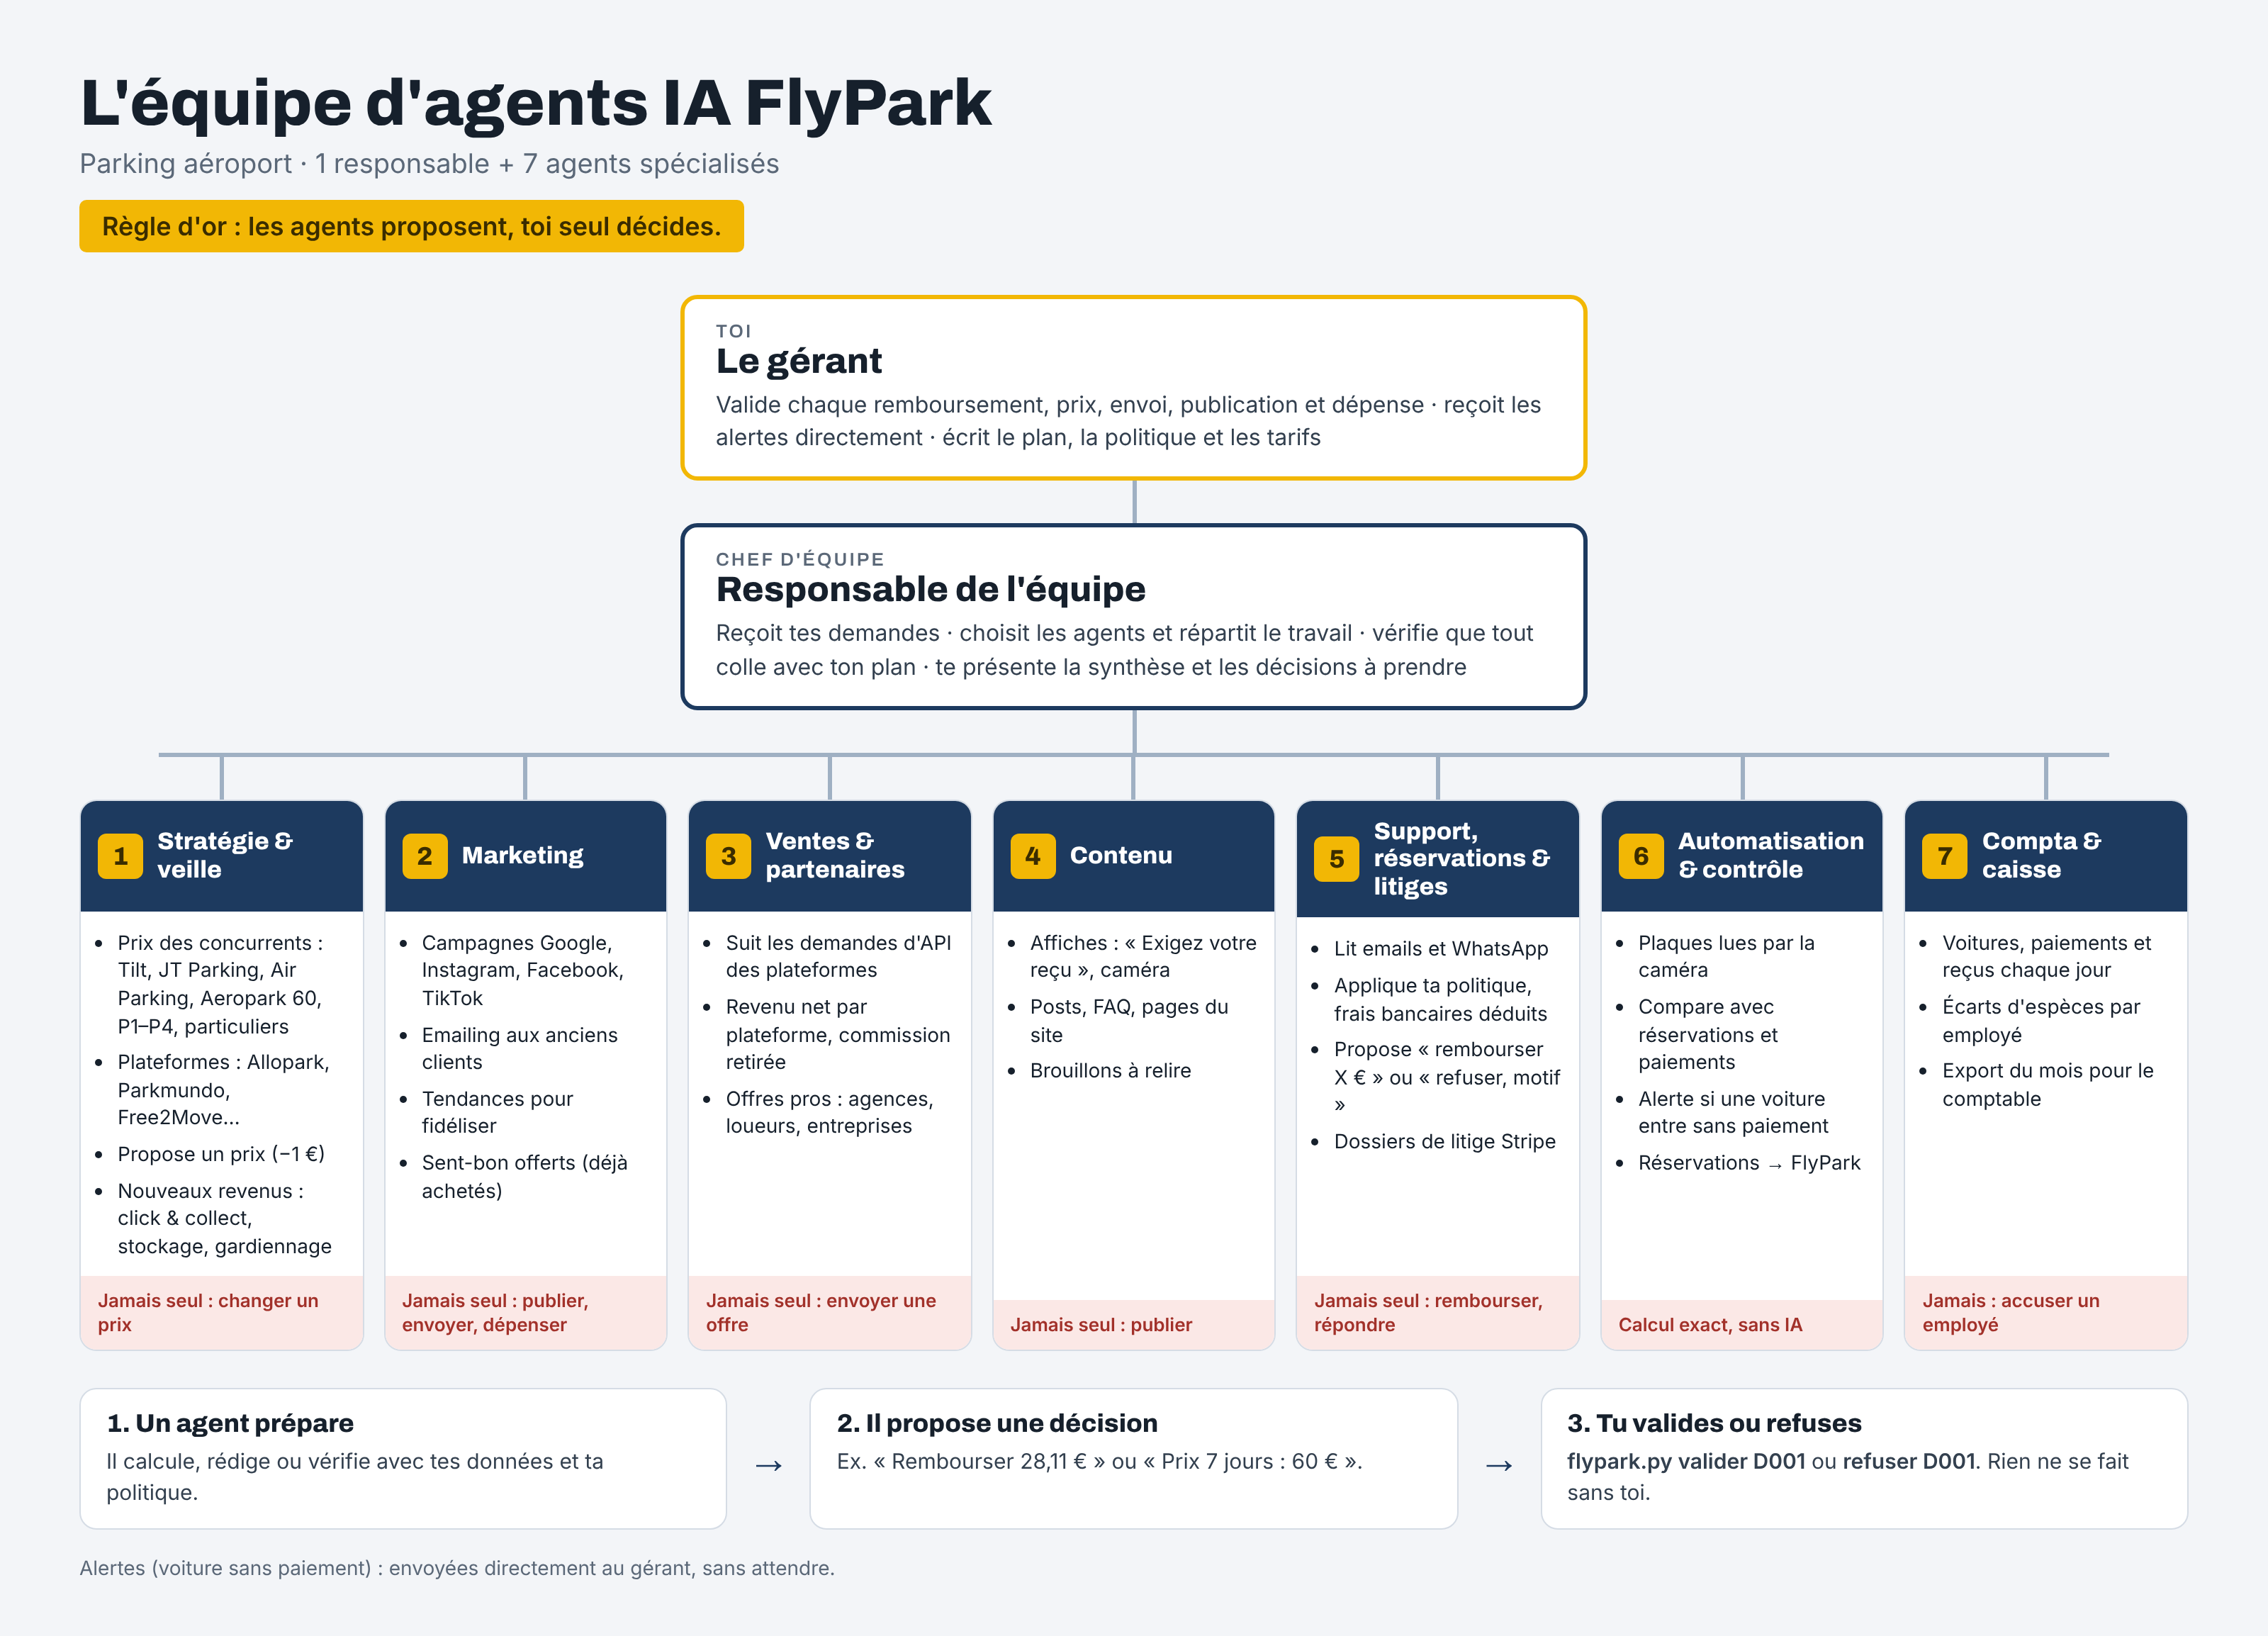 L'équipe d'agents IA FlyPark
Parking aéroport · 1 responsable + 7 agents spécialisés
Règle d'or : les agents proposent, toi seul décides.
TOI
Le gérant
Valide chaque remboursement, prix, envoi, publication et dépense · reçoit les
alertes directement · écrit le plan, la politique et les tarifs
CHEF D'ÉQUIPE
Responsable de l'équipe
Reçoit tes demandes · choisit les agents et répartit le travail · vérifie que tout
colle avec ton plan · te présente la synthèse et les décisions à prendre
1
Stratégie &
veille
• Prix des concurrents :
Tilt, JT Parking, Air
Parking, Aeropark 60,
P1–P4, particuliers
• Plateformes : Allopark,
Parkmundo,
Free2Move...
• Propose un prix (−1 €)
• Nouveaux revenus :
click & collect,
stockage, gardiennage
Jamais seul : changer un
prix
2
Marketing
• Campagnes Google,
Instagram, Facebook,
TikTok
• Emailing aux anciens
clients
• Tendances pour
fidéliser
• Sent-bon offerts (déjà
achetés)
Jamais seul : publier,
envoyer, dépenser
3
Ventes &
partenaires
• Suit les demandes d'API
des plateformes
• Revenu net par
plateforme, commission
retirée
• Offres pros : agences,
loueurs, entreprises
Jamais seul : envoyer une
offre
4
Contenu
• Affiches : « Exigez votre
reçu », caméra
• Posts, FAQ, pages du
site
• Brouillons à relire
Jamais seul : publier
5
Support,
réservations &
litiges
• Lit emails et WhatsApp
• Applique ta politique,
frais bancaires déduits
• Propose « rembourser
X € » ou « refuser, motif
»
• Dossiers de litige Stripe
Jamais seul : rembourser,
répondre
6
Automatisation
& contrôle
• Plaques lues par la
caméra
• Compare avec
réservations et
paiements
• Alerte si une voiture
entre sans paiement
• Réservations → FlyPark
Calcul exact, sans IA
7
Compta &
caisse
• Voitures, paiements et
reçus chaque jour
• Écarts d'espèces par
employé
• Export du mois pour le
comptable
Jamais : accuser un
employé
1. Un agent prépare
Il calcule, rédige ou vérifie avec tes données et ta
politique.
→
2. Il propose une décision
Ex. « Rembourser 28,11 € » ou « Prix 7 jours : 60 € ».
→
3. Tu valides ou refuses
flypark.py valider D001 ou refuser D001. Rien ne se fait
sans toi.
Alertes (voiture sans paiement) : envoyées directement au gérant, sans attendre.